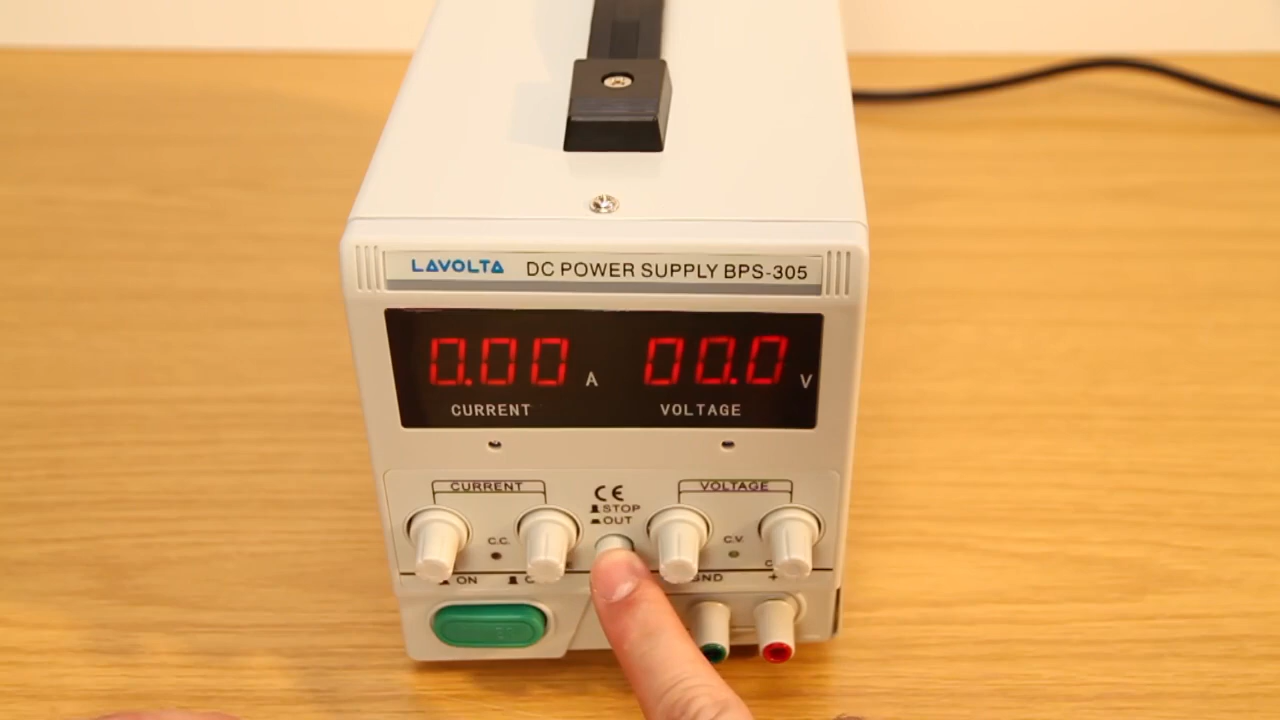 LAVOLTA DC POWER SUPPLY BPS-305
0.00 A 00.0 V
CURRENT VOLTAGE
CURRENT CE VOLTAGE
STOP
OUT
C.C. C.V.
ON GND +